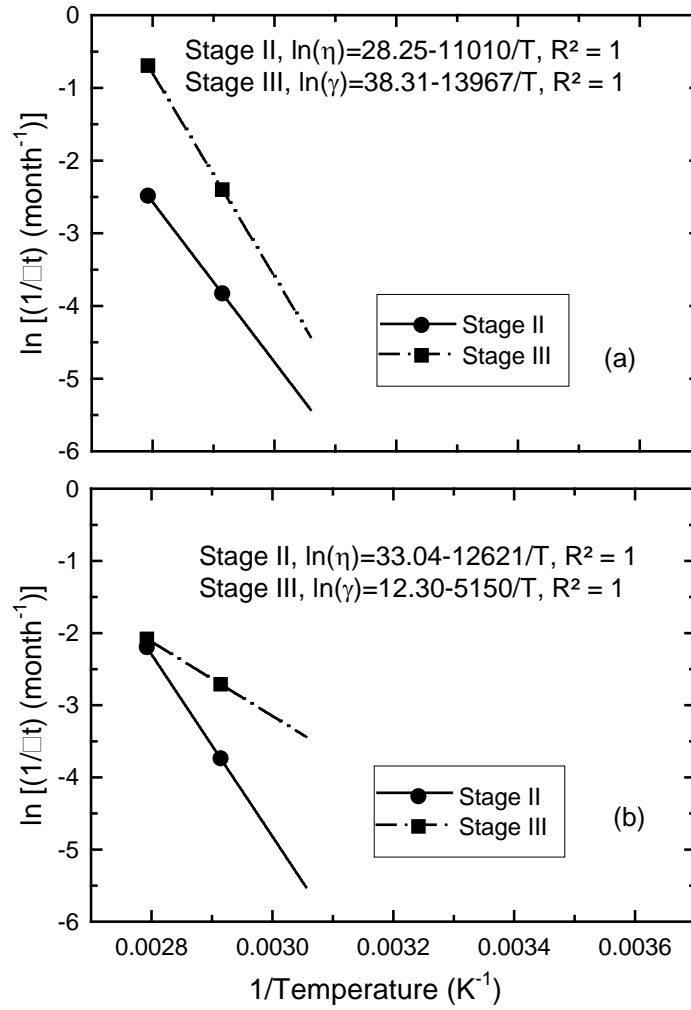 0
Stage II, ln(η)=28.25-11010/T, R² = 1
Stage III, ln(γ)=38.31-13967/T, R² = 1
-1
-2
-3
-4
-5
-6
ln [(1/□t) (month⁻¹)]
Stage II
Stage III
(a)
0
Stage II, ln(η)=33.04-12621/T, R² = 1
Stage III, ln(γ)=12.30-5150/T, R² = 1
-1
-2
-3
-4
-5
-6
ln [(1/□t) (month⁻¹)]
Stage II
Stage III
(b)
0.0028 0.0030 0.0032 0.0034 0.0036
1/Temperature (K⁻¹)